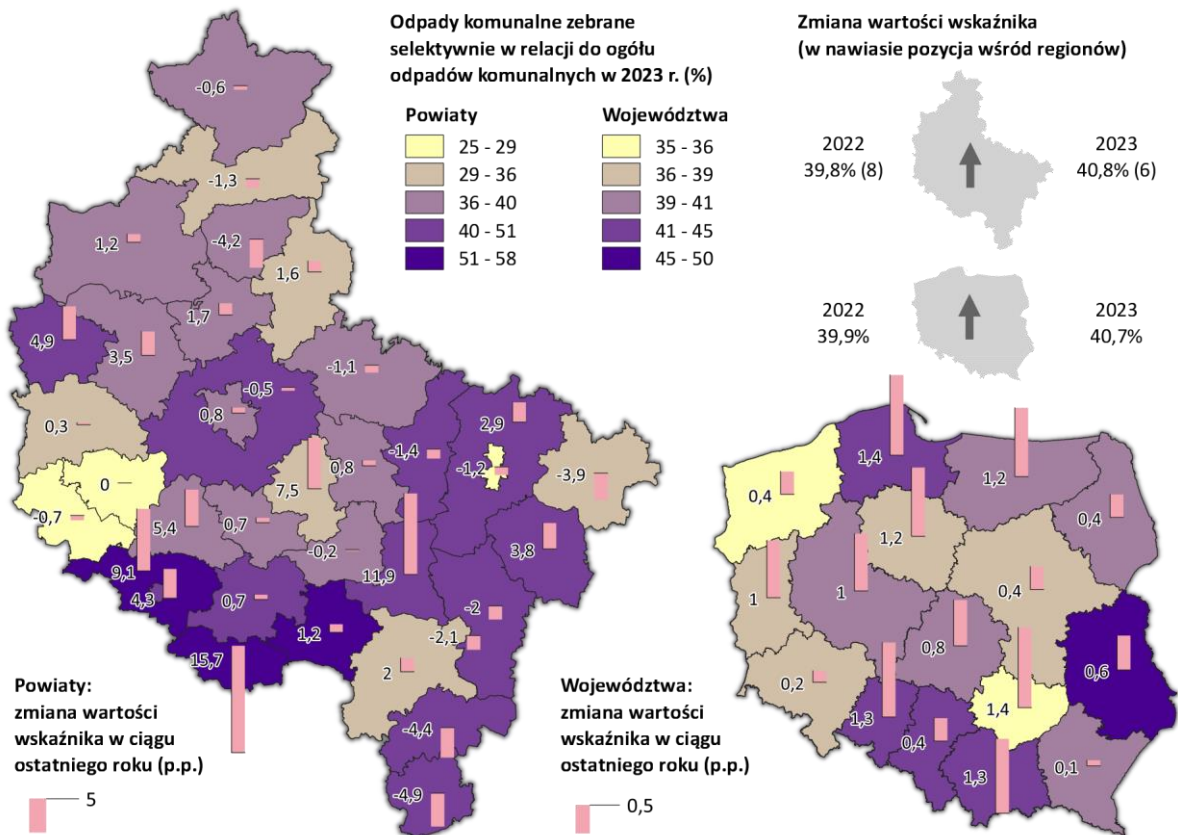 Odpady komunalne zebrane
selektywnie w relacji do ogółu
odpadów komunalnych w 2023 r. (%)
Powiaty
25 - 29
29 - 36
36 - 40
40 - 51
51 - 58
Województwa
35 - 36
36 - 39
39 - 41
41 - 45
45 - 50
Zmiana wartości wskaźnika
(w nawiasie pozycja wśród regionów)
2022
39,8% (8)
2023
40,8% (6)
2022
39,9%
2023
40,7%
-0,6
-1,3
1,2
-4,2
1,6
1,7
4,9
3,5
-1,1
-0,5
0,8
2,9
0,3
-1,4
-1,2
0,8
7,5
-3,9
0
-0,7
5,4
0,7
3,8
-0,2
9,1
11,9
4,3
0,7
-2
1,2
-2,1
15,7
2
-4,4
-4,9
Powiaty:
zmiana wartości
wskaźnika w ciągu
ostatniego roku (p.p.)
5
1,4
1,2
0,4
0,4
1,2
1
1
0,4
0,8
0,6
0,2
1,4
1,3
0,4
1,3
0,1
Województwa:
zmiana wartości
wskaźnika w ciągu
ostatniego roku (p.p.)
0,5